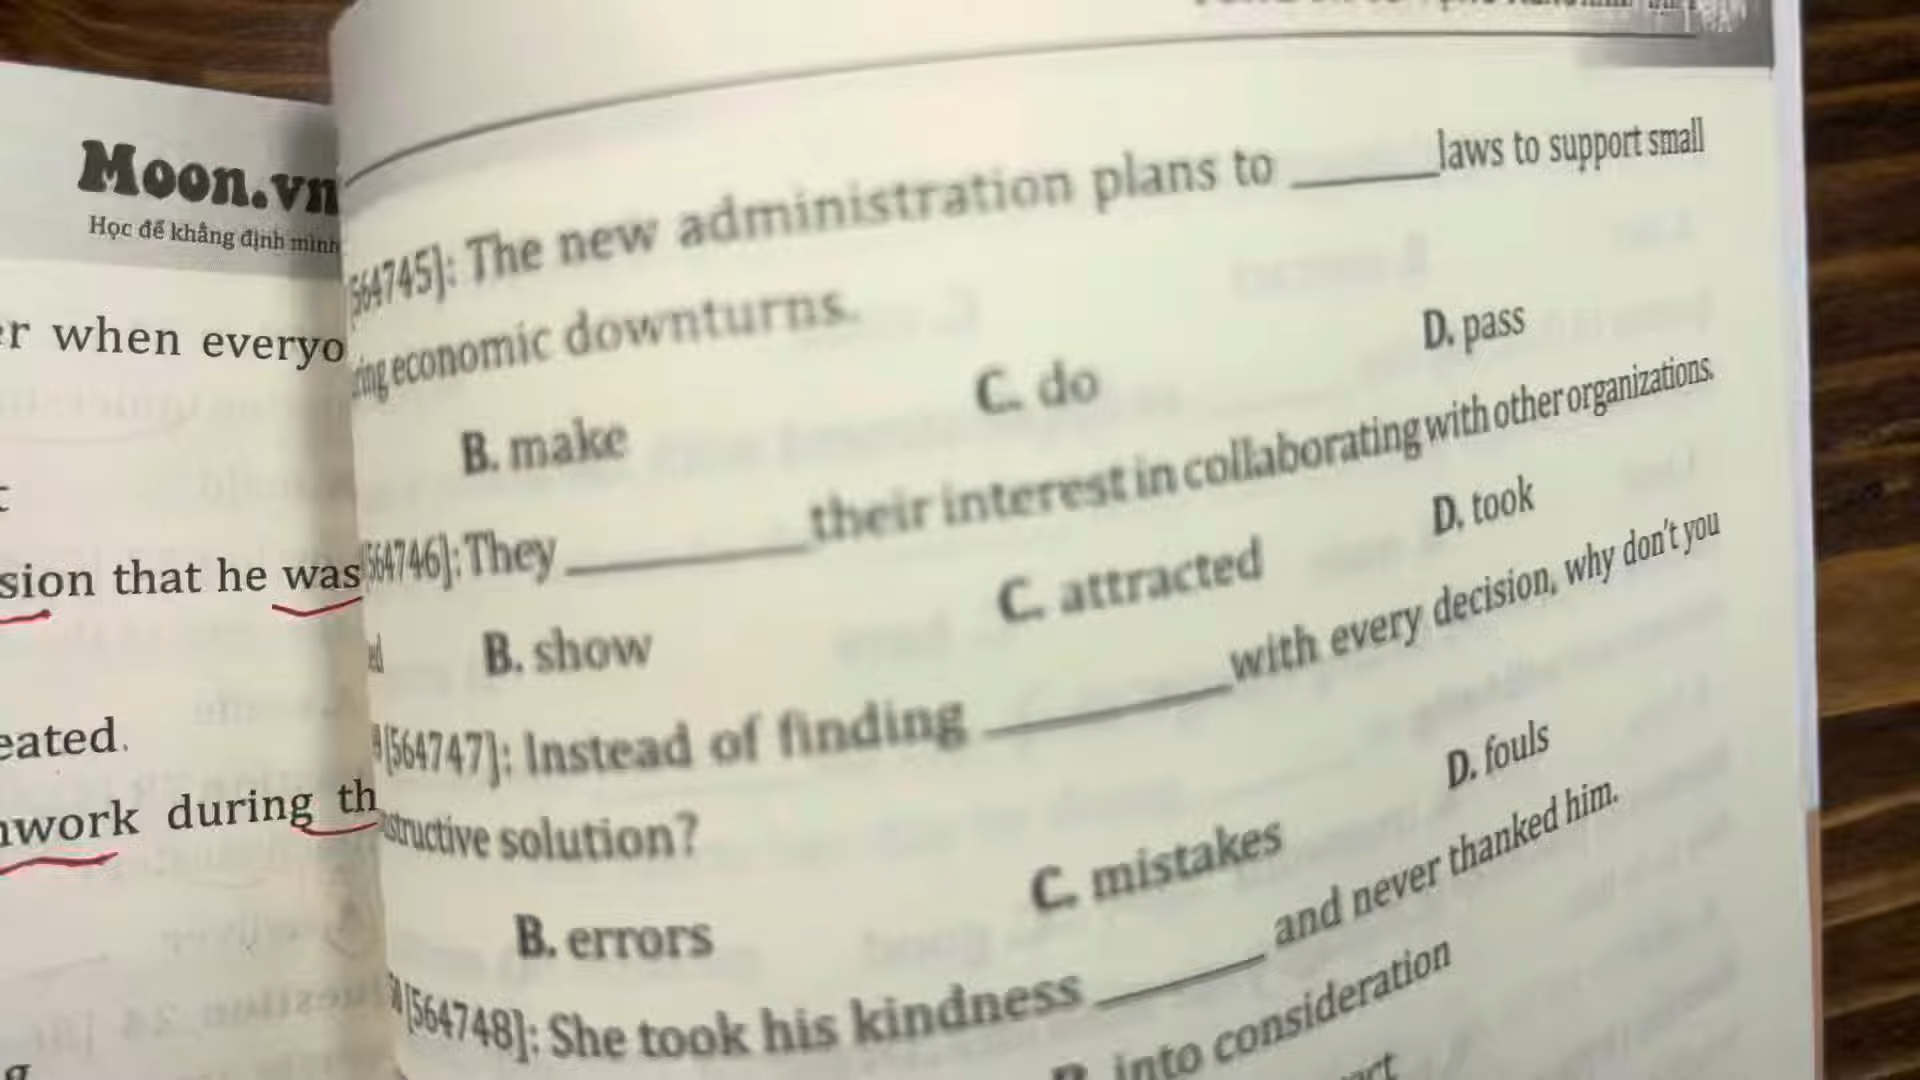 Moon.vn
Học để khẳng định mình
er when everyo
sion that he was
eated.
work during th
564745]: The new administration plans to ______ laws to support small
ring economic downturns.
B. make C. do D. pass
[564746]: They ______ their interest in collaborating with other organizations.
ed B. show C. attracted D. took
[564747]: Instead of finding ______ with every decision, why don't you
structive solution?
B. errors C. mistakes D. fouls
[564748]: She took his kindness ______ and never thanked him.
into consideration